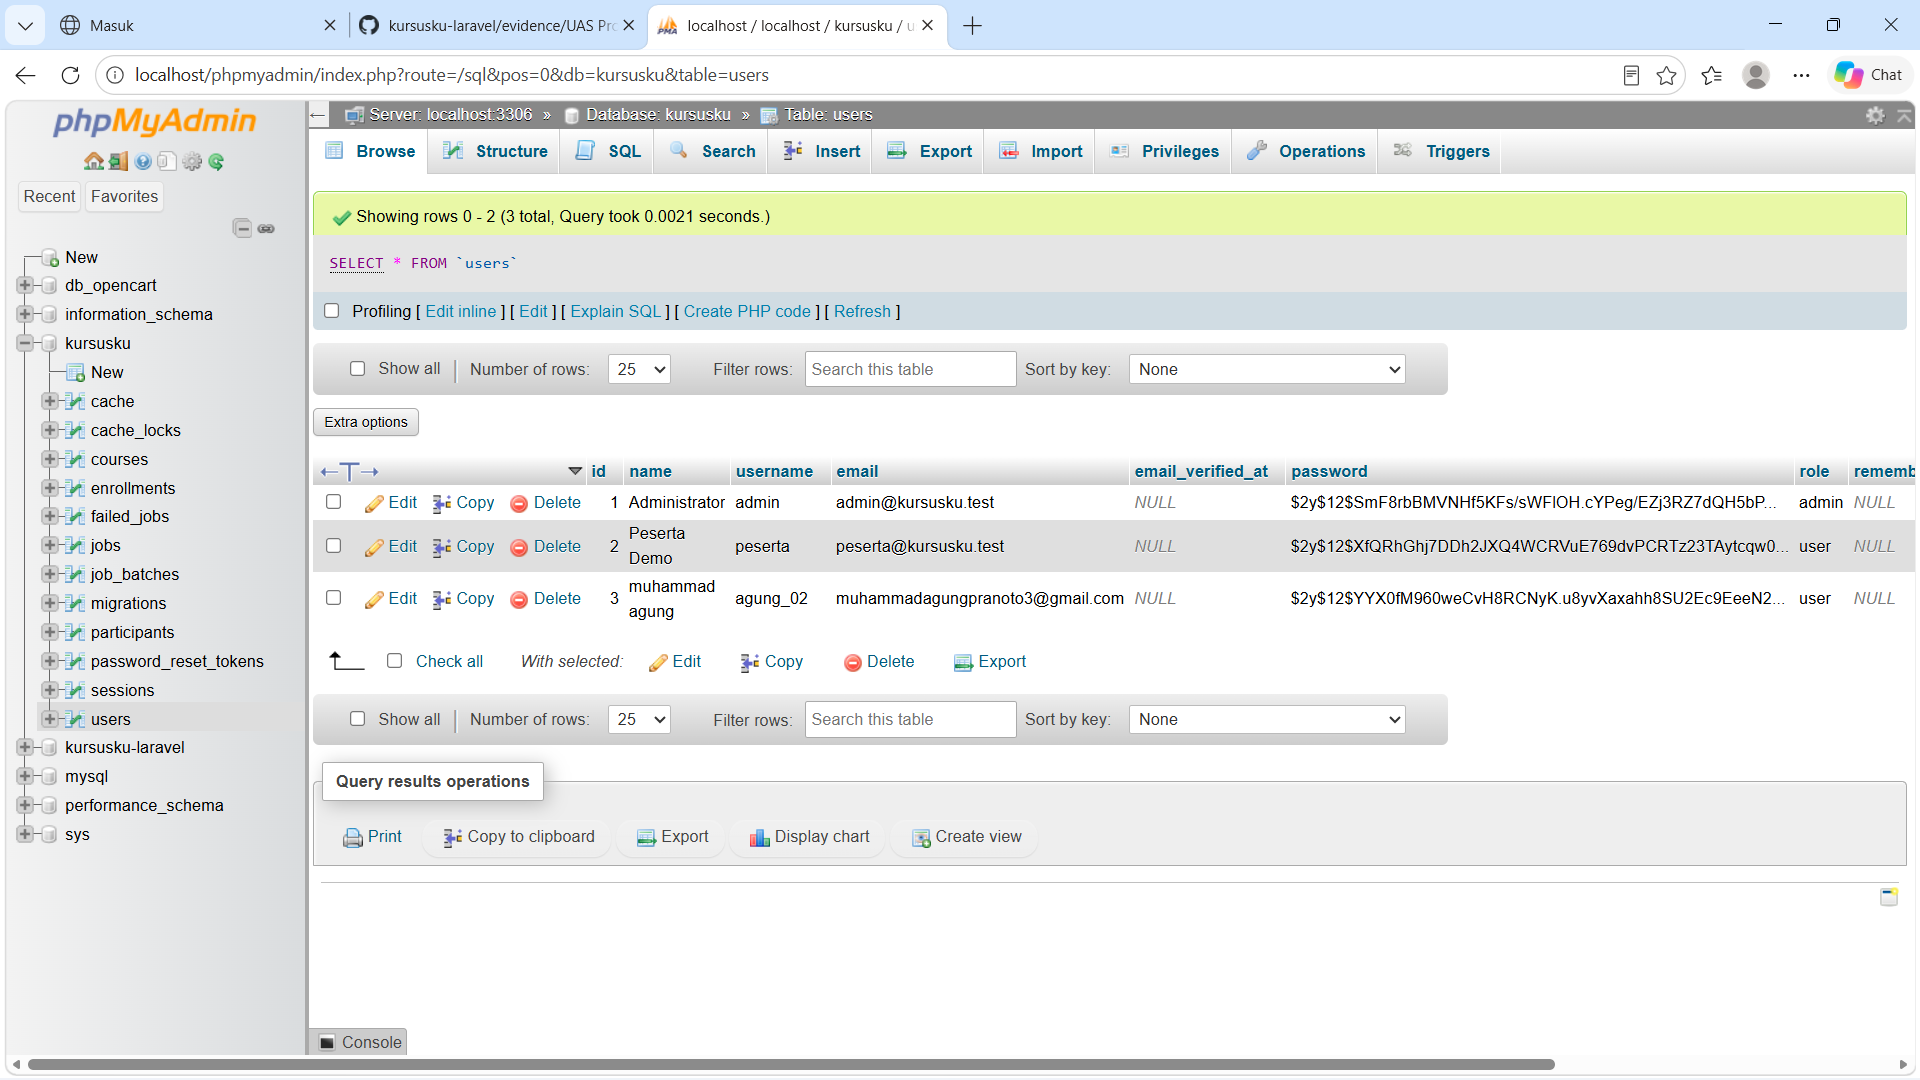 Masuk
kursusku-laravel/evidence/UAS Pro
localhost / localhost / kursusku / u
localhost/phpmyadmin/index.php?route=/sql&pos=0&db=kursusku&table=users
Chat
phpMyAdmin
Recent Favorites
New
db_opencart
information_schema
kursusku
New
cache
cache_locks
courses
enrollments
failed_jobs
jobs
job_batches
migrations
participants
password_reset_tokens
sessions
users
kursusku-laravel
mysql
performance_schema
sys
Server: localhost:3306 » Database: kursusku » Table: users
Browse Structure SQL Search Insert Export Import Privileges Operations Triggers
Showing rows 0 - 2 (3 total, Query took 0.0021 seconds.)
SELECT * FROM `users`
Profiling [ Edit inline ] [ Edit ] [ Explain SQL ] [ Create PHP code ] [ Refresh ]
Show all Number of rows: 25 Filter rows: Search this table Sort by key: None
Extra options
id name username email email_verified_at password role rememb
Edit Copy Delete 1 Administrator admin admin@kursusku.test NULL $2y$12$SmF8rbBMVNHf5KFs/sWFlOH.cYPeg/EZj3RZ7dQH5bP... admin NULL
Edit Copy Delete 2 Peserta Demo peserta peserta@kursusku.test NULL $2y$12$XfQRhGhj7DDh2JXQ4WCRVuE769dvPCRTz23TAytcqw0... user NULL
Edit Copy Delete 3 muhammad agung agung_02 muhammadagungpranoto3@gmail.com NULL $2y$12$YYX0fM960weCvH8RCNyK.u8yvXaxahh8SU2Ec9EeeN2... user NULL
Check all With selected: Edit Copy Delete Export
Show all Number of rows: 25 Filter rows: Search this table Sort by key: None
Query results operations
Print Copy to clipboard Export Display chart Create view
Console